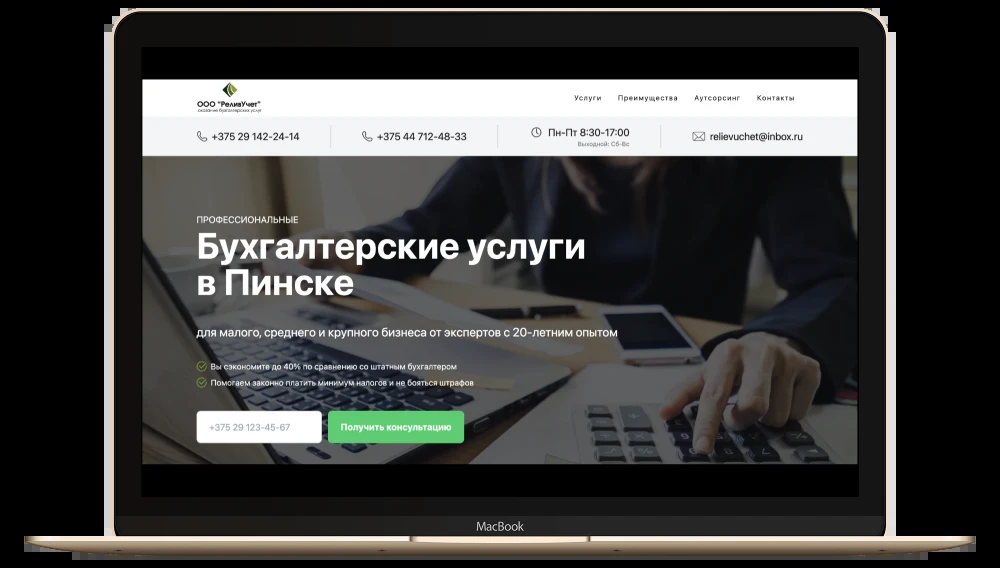 ООО "РеливУчет"
оказание бухгалтерских услуг
Услуги
Преимущества
Аутсорсинг
Контакты
+375 29 142-24-14
+375 44 712-48-33
Пн-Пт 8:30-17:00
Выходной: Сб-Вс
relievuchet@inbox.ru
ПРОФЕССИОНАЛЬНЫЕ
Бухгалтерские услуги
в Пинске
для малого, среднего и крупного бизнеса от экспертов с 20-летним опытом
Вы сэкономите до 40% по сравнению со штатным бухгалтером
Помогаем законно платить минимум налогов и не бояться штрафов
+375 29 123-45-67
Получить консультацию
MacBook